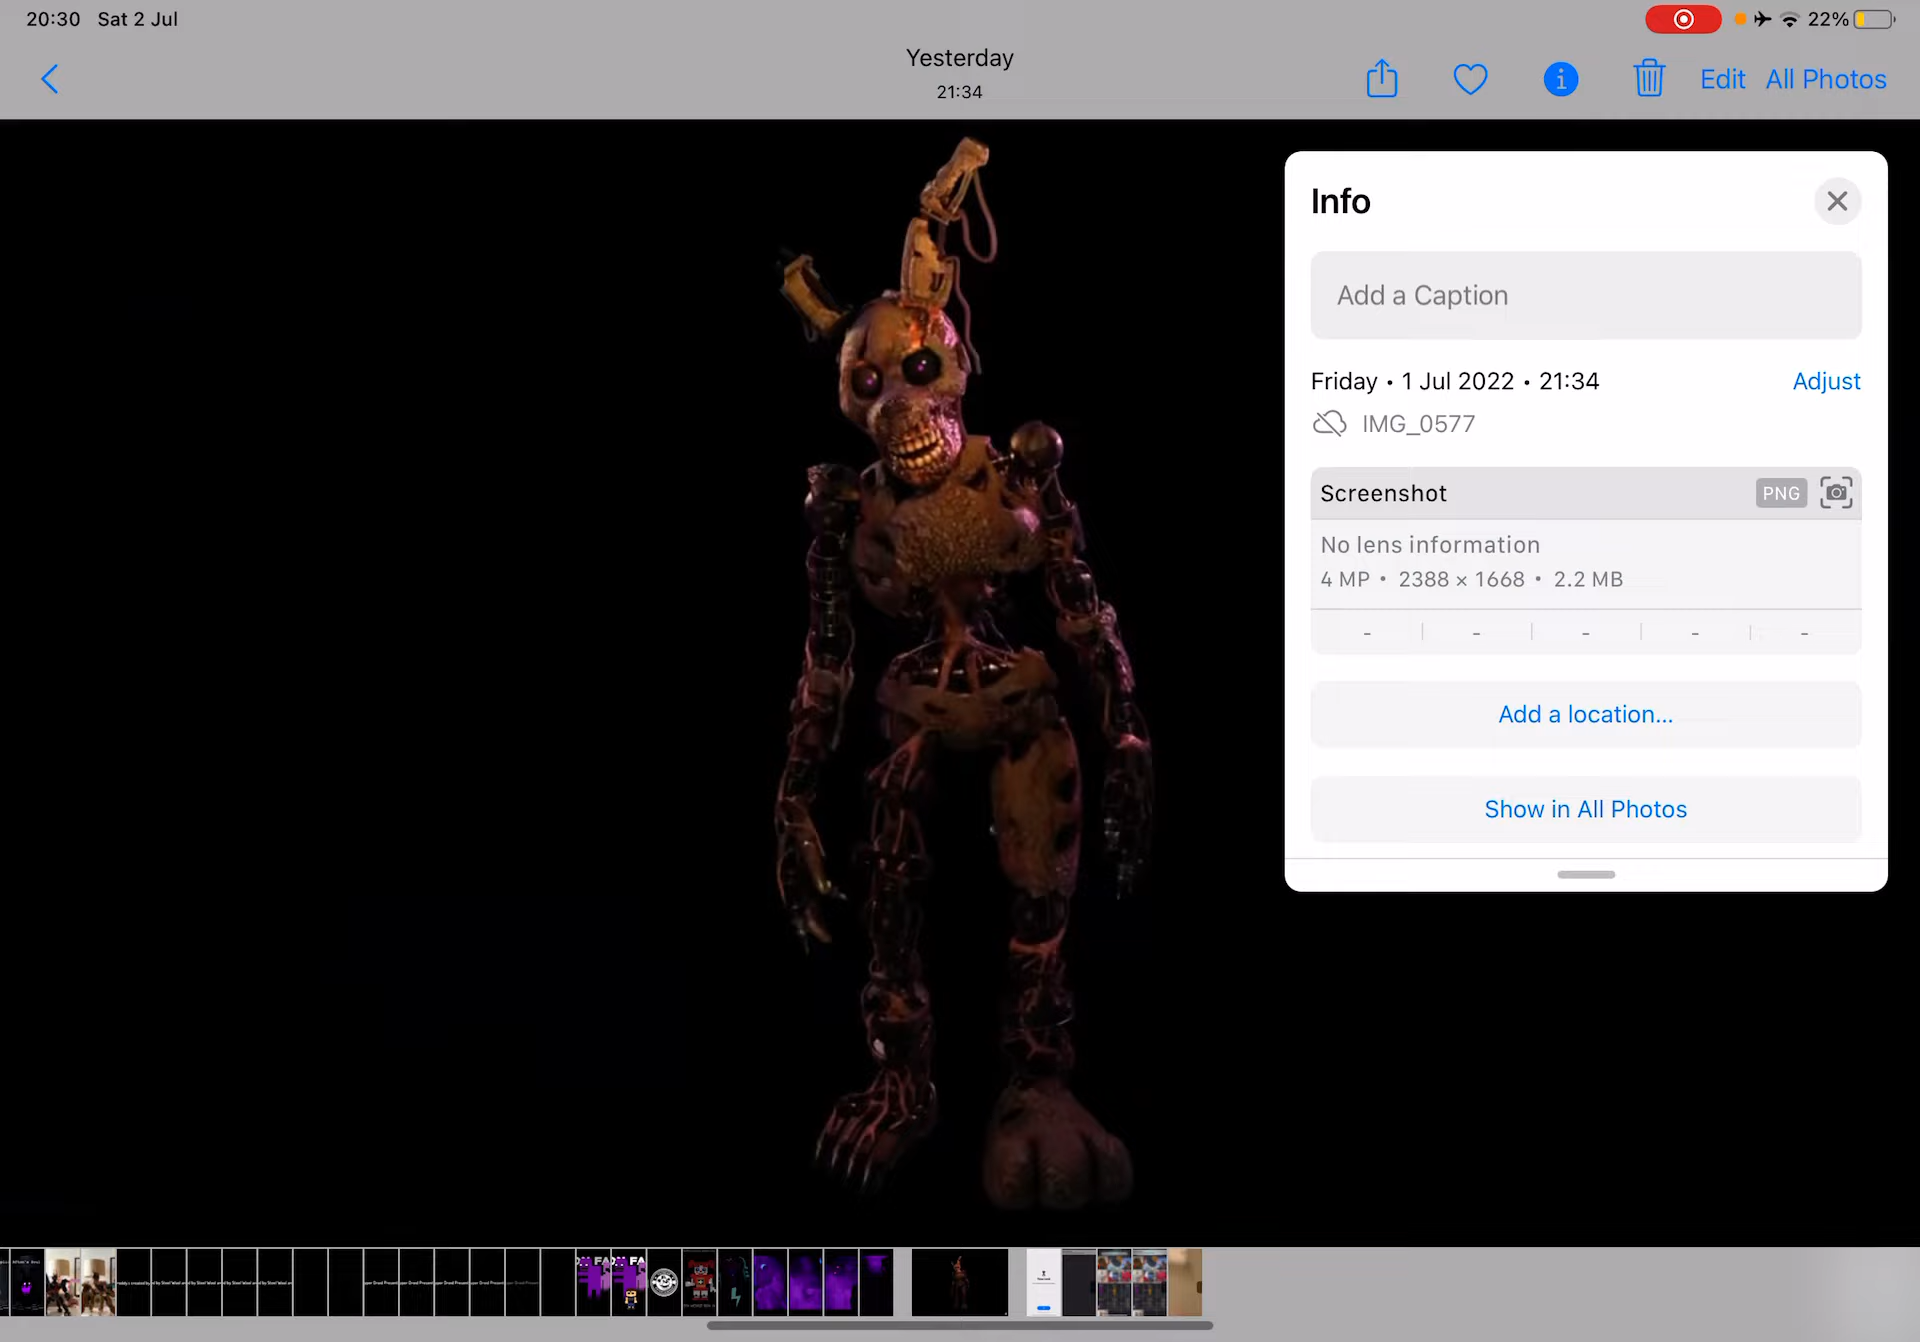 20:30 Sat 2 Jul
22%
Yesterday
21:34
Edit All Photos
Info
Add a Caption
Friday • 1 Jul 2022 • 21:34
Adjust
IMG_0577
Screenshot
PNG
No lens information
4 MP • 2388 × 1668 • 2.2 MB
- - - - -
Add a location...
Show in All Photos